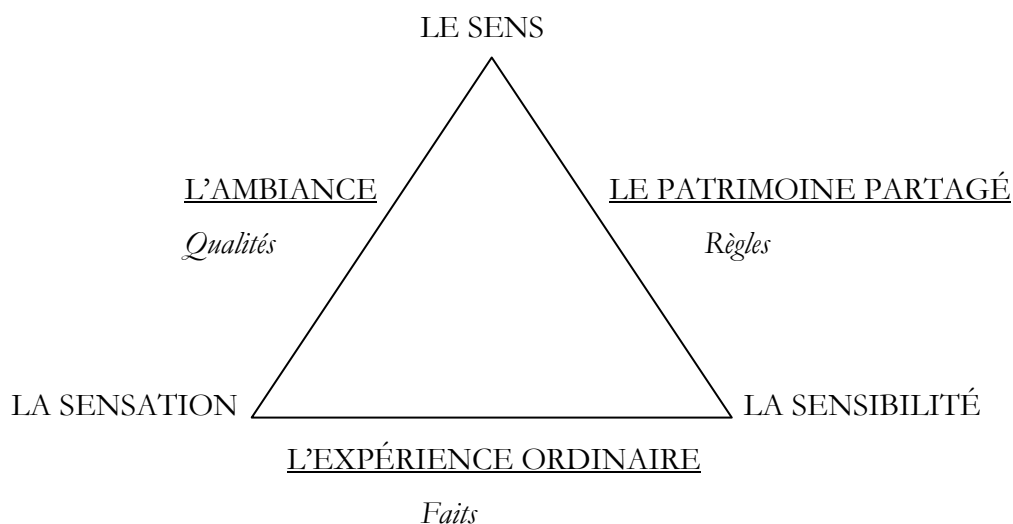 LE SENS
L'AMBIANCE
LE PATRIMOINE PARTAGÉ
Qualités
Règles
LA SENSATION
LA SENSIBILITÉ
L'EXPÉRIENCE ORDINAIRE
Faits